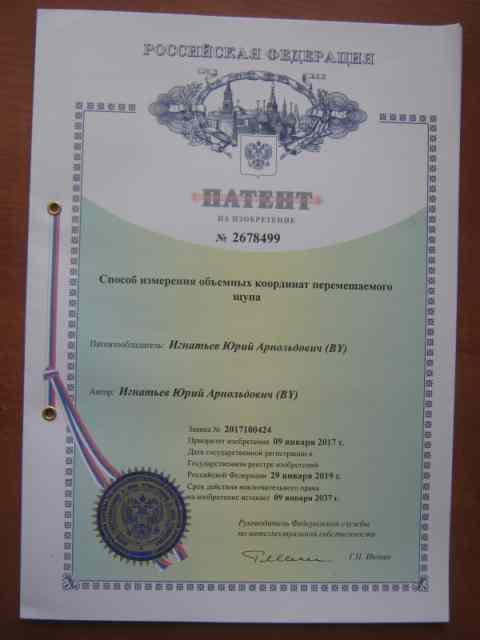 РОССИЙСКАЯ ФЕДЕРАЦИЯ
ПАТЕНТ
НА ИЗОБРЕТЕНИЕ
№ 2678499
Способ измерения объемных координат перемещаемого
щупа
Патентообладатель: Игнатьев Юрий Арнольдович (BY)
Автор: Игнатьев Юрий Арнольдович (BY)
Заявка № 2017100424
Приоритет изобретения 09 января 2017 г.
Дата государственной регистрации в
Государственном реестре изобретений
Российской Федерации 29 января 2019 г.
Срок действия исключительного права
на изобретение истекает 09 января 2037 г.
Руководитель Федеральной службы
по интеллектуальной собственности
Г.П. Ивлиев